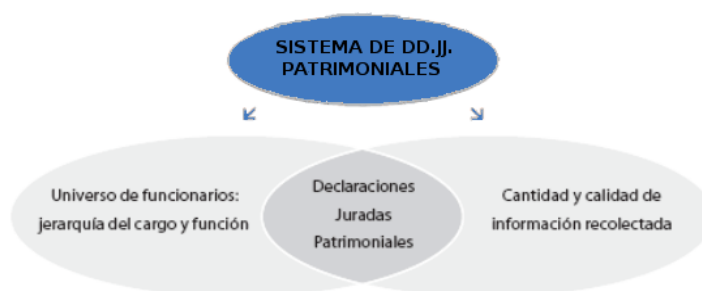 SISTEMA DE DD.JJ.
PATRIMONIALES
Universo de funcionarios:
jerarquía del cargo y función
Declaraciones
Juradas
Patrimoniales
Cantidad y calidad de
información recolectada